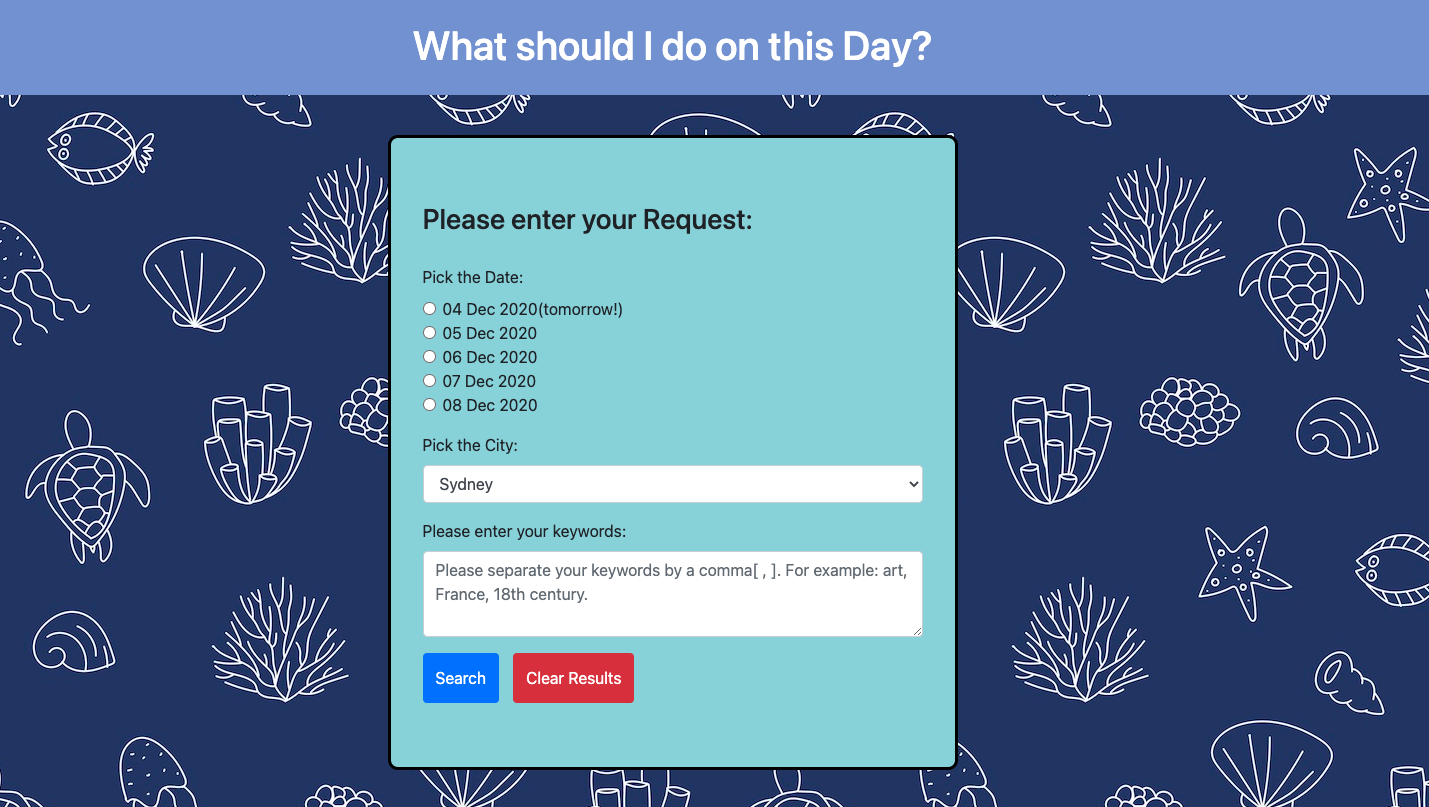 What should I do on this Day?
Please enter your Request:
Pick the Date:
04 Dec 2020(tomorrow!)
05 Dec 2020
06 Dec 2020
07 Dec 2020
08 Dec 2020
Pick the City:
Sydney
Please enter your keywords:
Please separate your keywords by a comma[ , ]. For example: art,
France, 18th century.
Search Clear Results